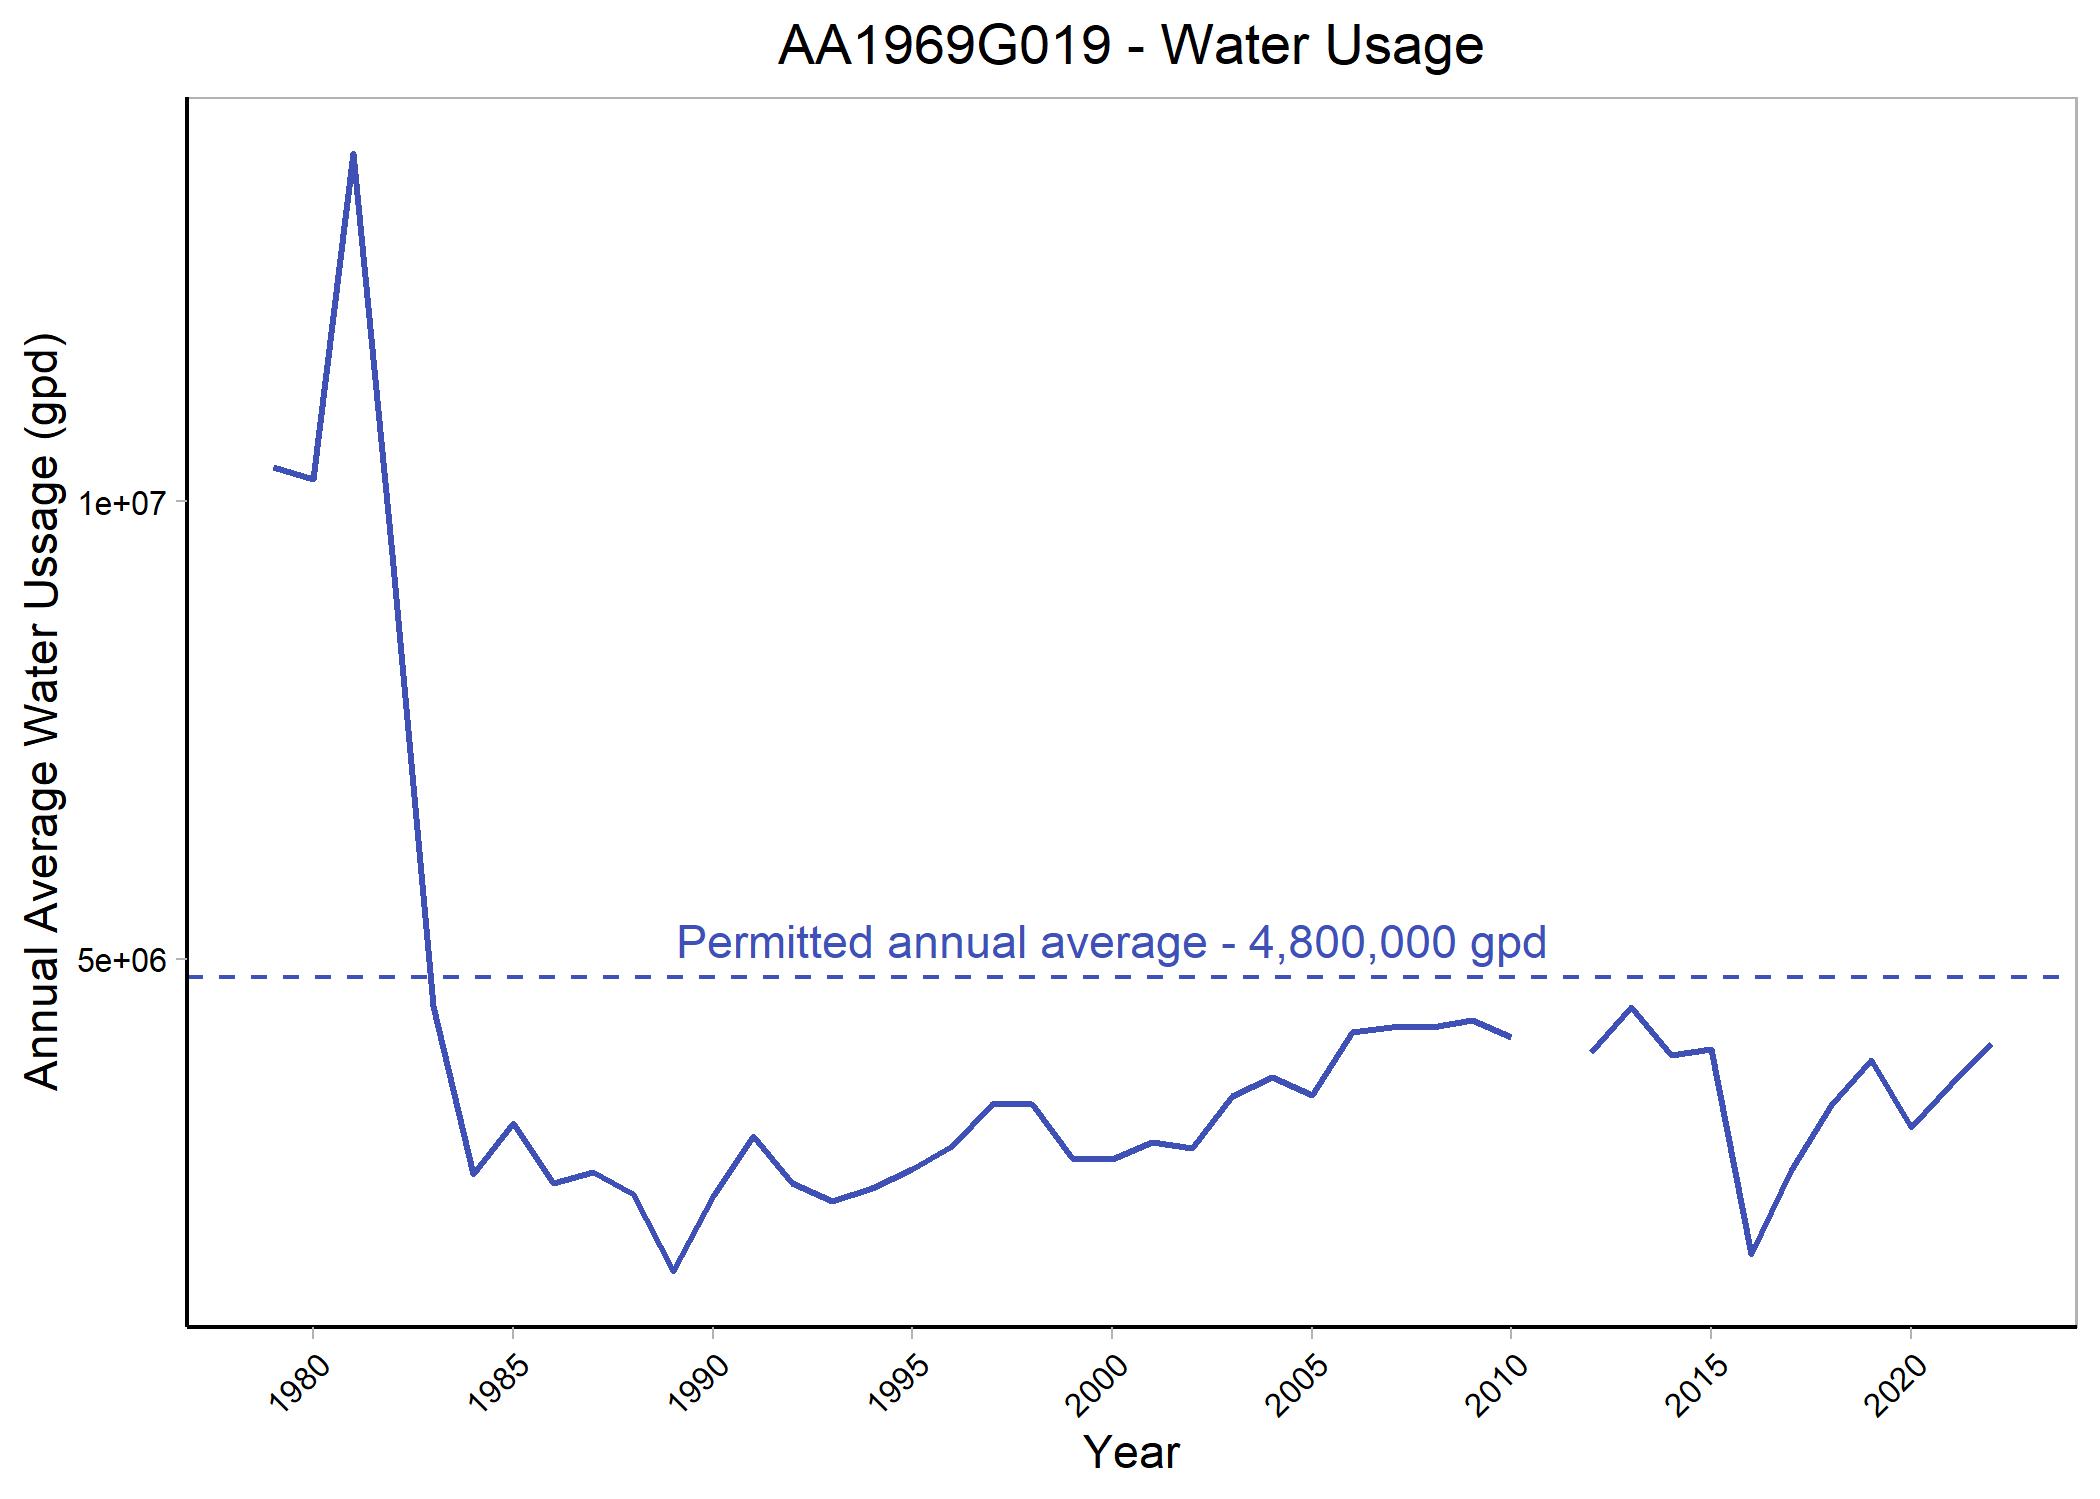 AA1969G019 - Water Usage
Annual Average Water Ussage (gpd)
1e+07
5e+06
Permitted annual average - 4,800,000 gpd
1980
1985
1990
1995
2000
2005
2010
2015
2020
Year